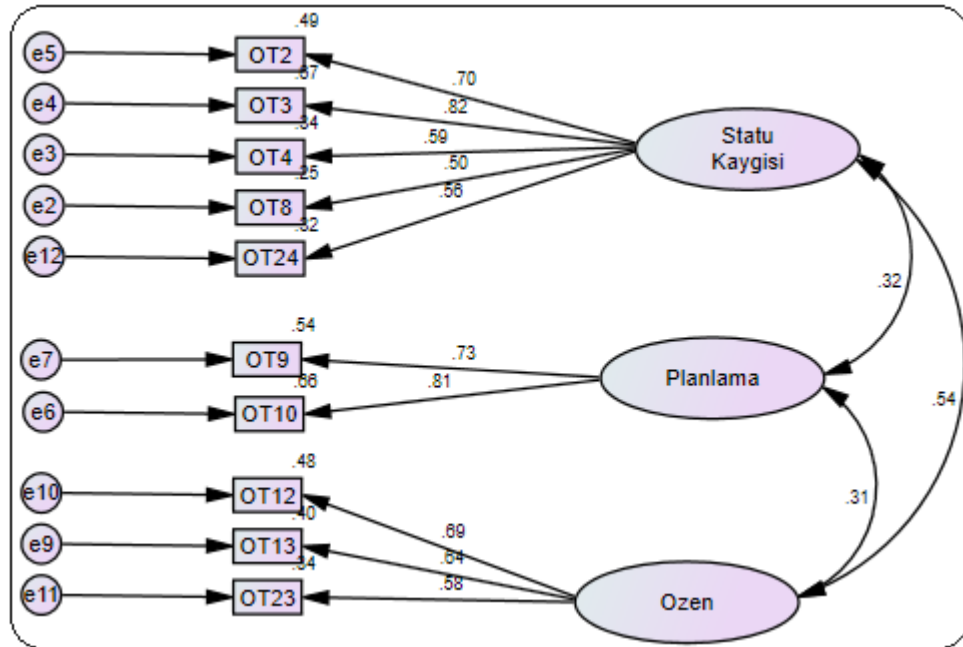 .49
e5
OT2
.70
.67
e4
OT3
.82
.34
e3
OT4
.59
.25
e2
OT8
.50
.32
e12
OT24
.56
Statu
Kaygisi
.32
.54
e7
OT9
.73
.66
e6
OT10
.81
Planlama
.54
.31
.48
e10
OT12
.69
.40
e9
OT13
.64
.34
e11
OT23
.58
Ozen